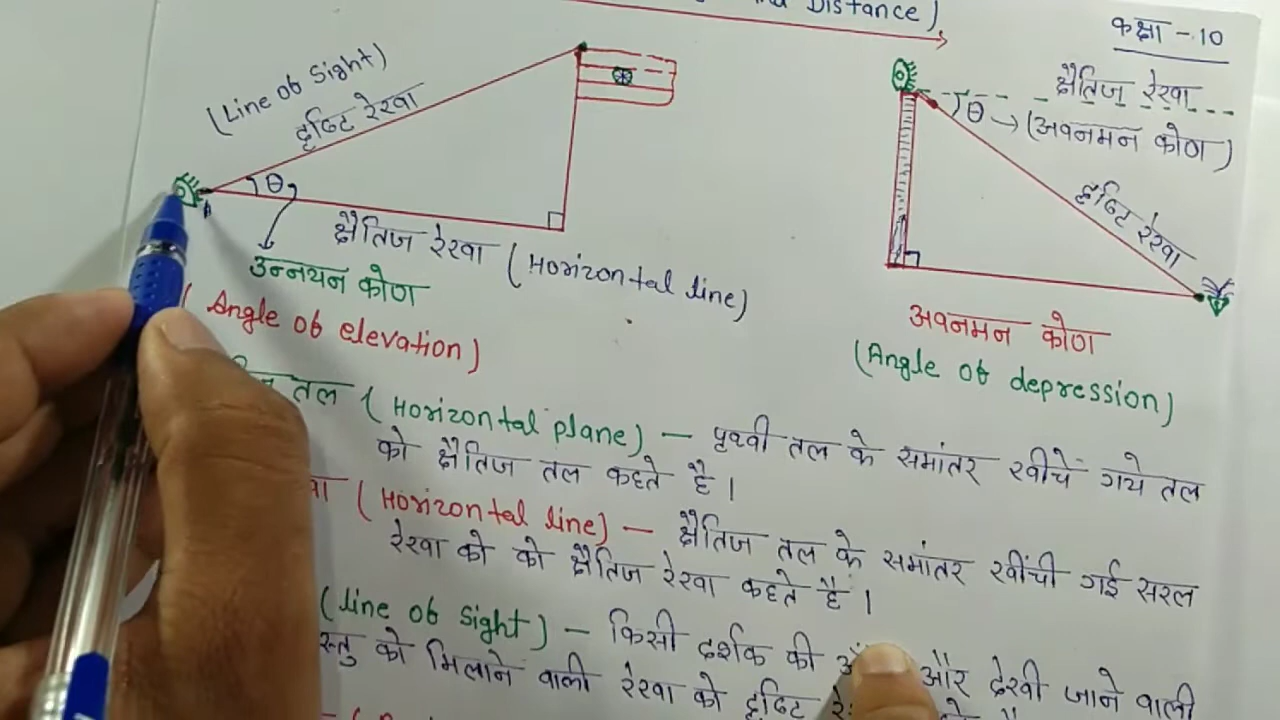 Distance)
कक्षा - 10
(Line of Sight)
दृष्टि रेखा
θ
क्षैतिज रेखा (Horizontal line)
उन्नयन कोण
(Angle of elevation)
क्षैतिज रेखा
θ → (अवनमन कोण)
दृष्टि रेखा
अवनमन कोण
(Angle of depression)
तल (Horizontal plane) — पृथ्वी तल के समांतर खींचे गये तल
को क्षैतिज तल कहते है।
(Horizontal line) — क्षैतिज तल के समांतर खींची गई सरल
रेखा को को क्षैतिज रेखा कहते है।
(line of sight) — किसी दर्शक की और देखी जाने वाली
को मिलाने वाली रेखा को दृष्टि